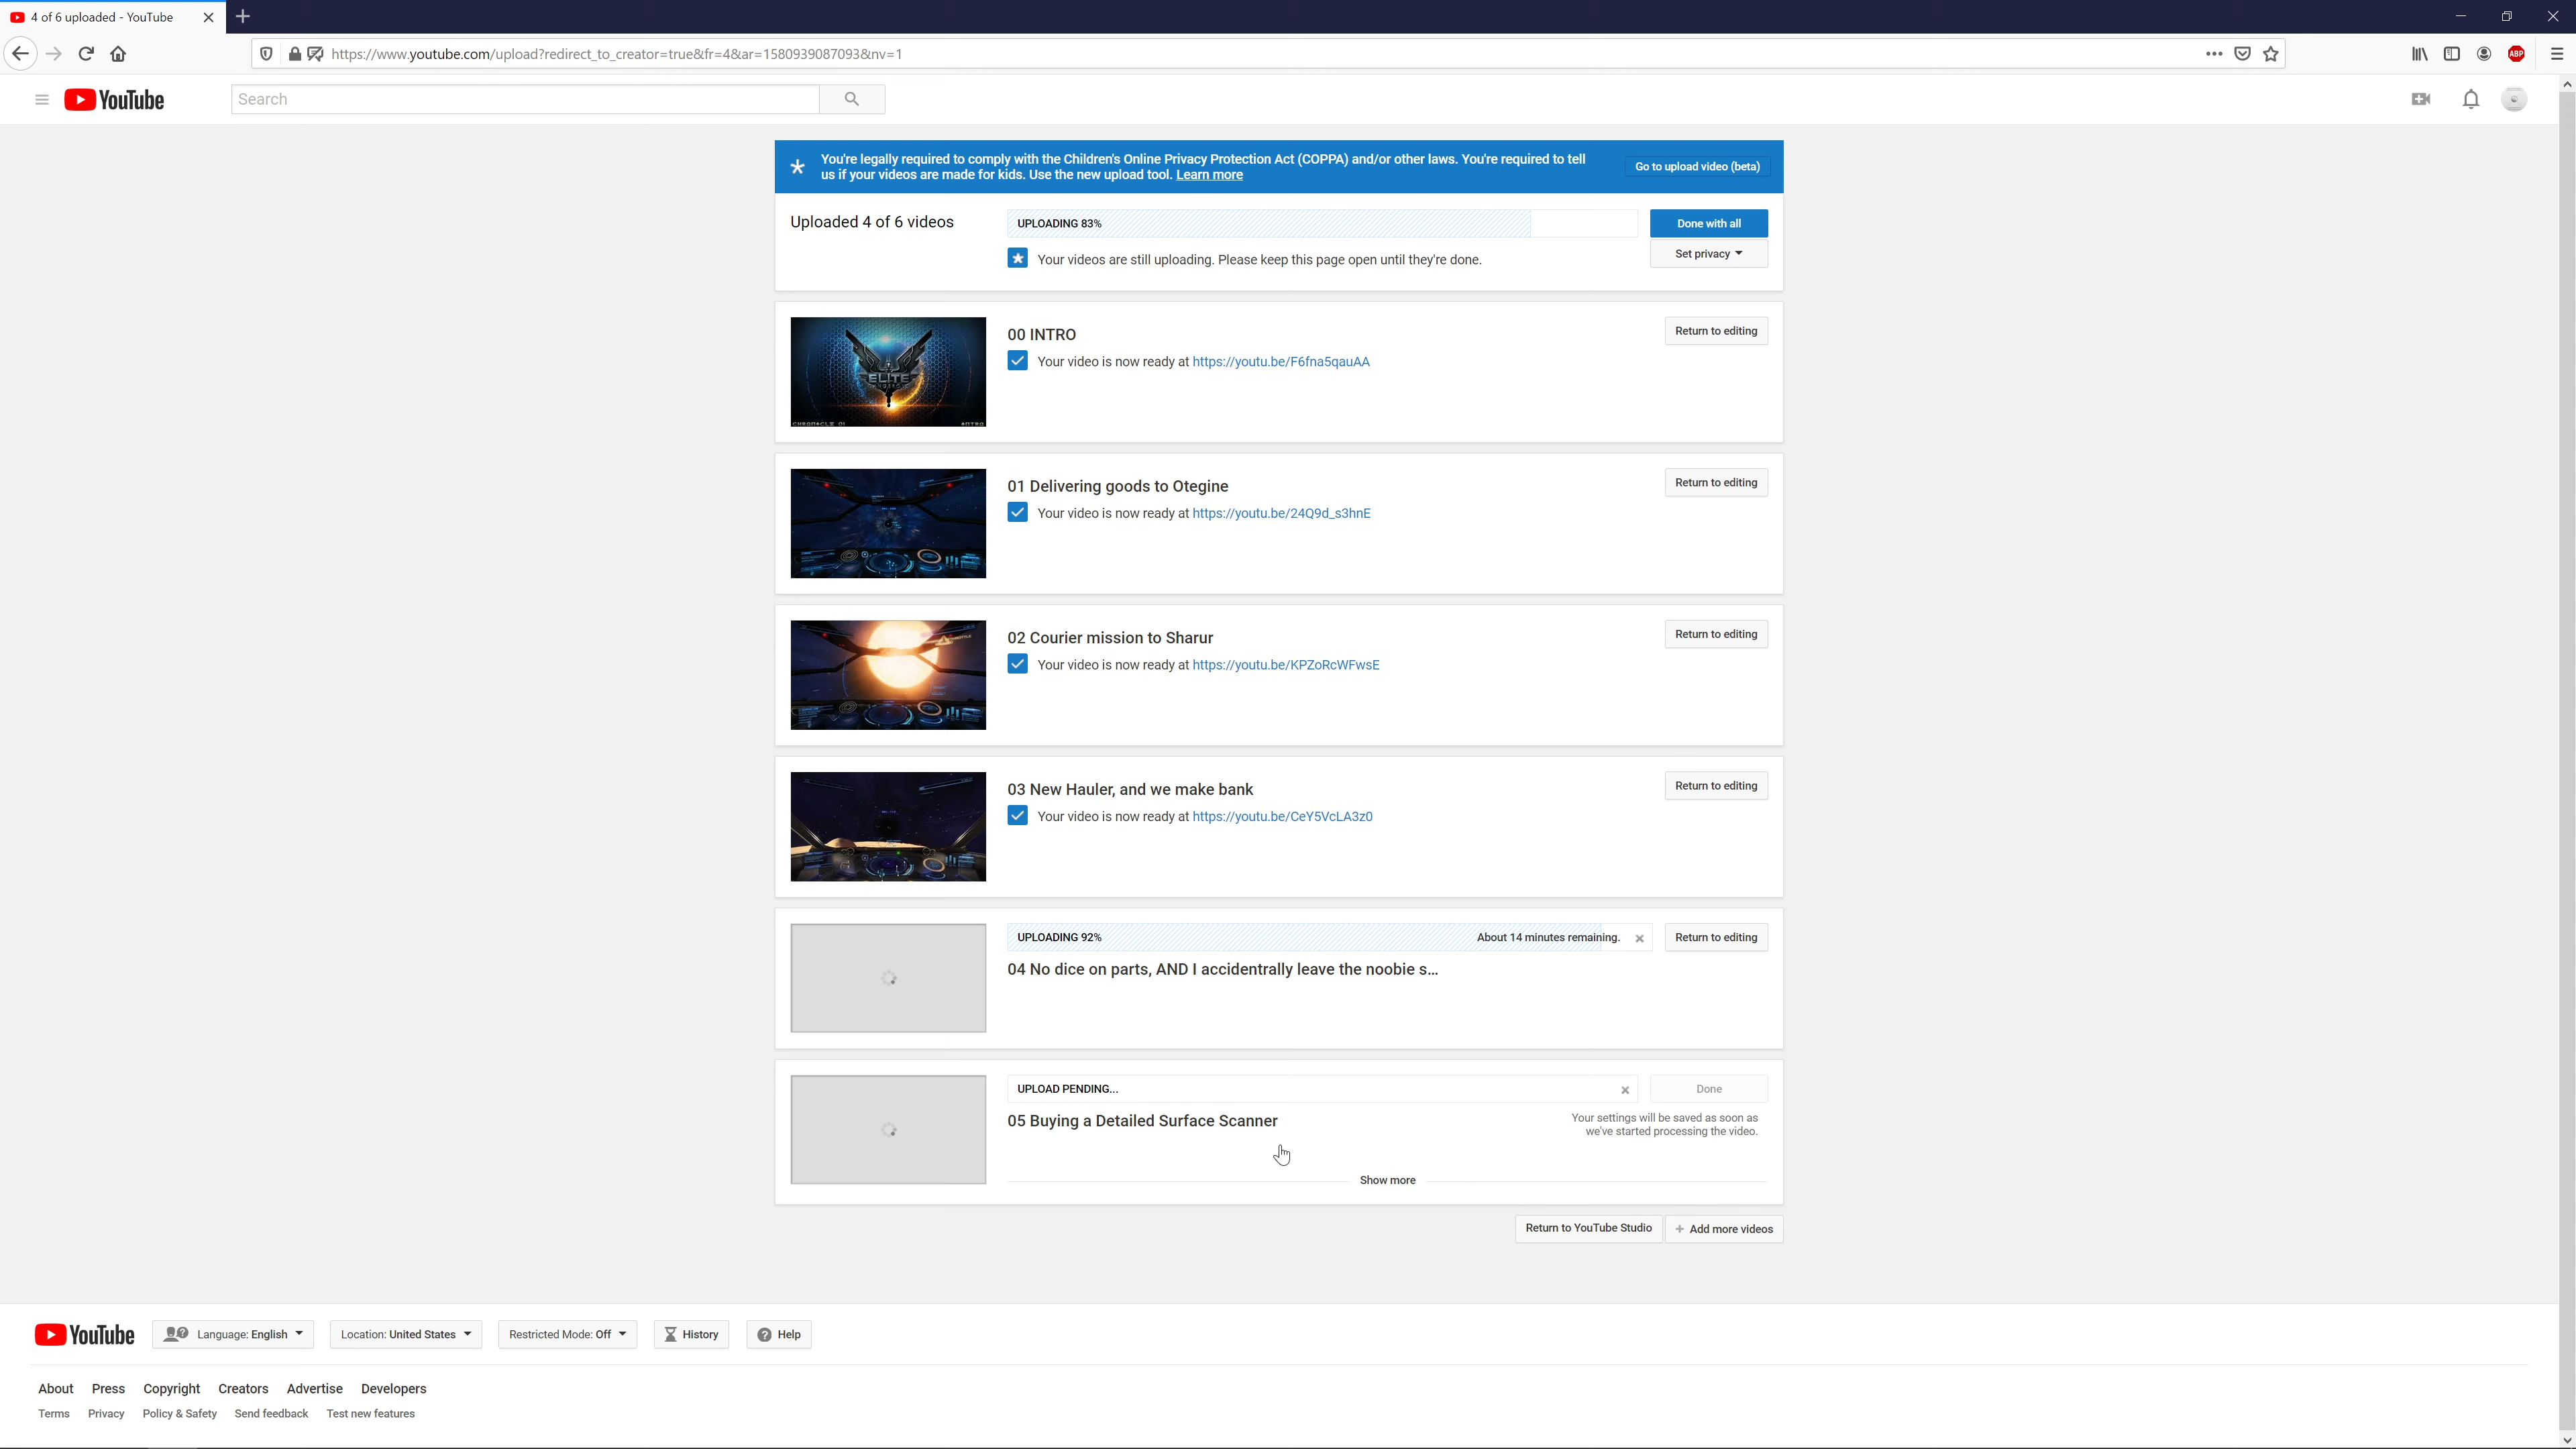 4 of 6 uploaded - YouTube
https://www.youtube.com/upload?redirect_to_creator=true&fr=4&ar=1580939087093&nv=1
ABP
YouTube
Search
You're legally required to comply with the Children's Online Privacy Protection Act (COPPA) and/or other laws. You're required to tell
us if your videos are made for kids. Use the new upload tool. Learn more
Go to upload video (beta)
Uploaded 4 of 6 videos
UPLOADING 83%
Done with all
Your videos are still uploading. Please keep this page open until they're done.
Set privacy
ELITE
DANGEROUS
CHRONACLE 01
INTRO
00 INTRO
Return to editing
Your video is now ready at https://youtu.be/F6fna5qauAA
01 Delivering goods to Otegine
Return to editing
Your video is now ready at https://youtu.be/24Q9d_s3hnE
02 Courier mission to Sharur
Return to editing
Your video is now ready at https://youtu.be/KPZoRcWFwsE
03 New Hauler, and we make bank
Return to editing
Your video is now ready at https://youtu.be/CeY5VcLA3z0
UPLOADING 92%
About 14 minutes remaining.
Return to editing
04 No dice on parts, AND I accidentrally leave the noobie s...
UPLOAD PENDING...
Done
05 Buying a Detailed Surface Scanner
Your settings will be saved as soon as
we've started processing the video.
Show more
Return to YouTube Studio
+ Add more videos
YouTube
Language: English
Location: United States
Restricted Mode: Off
History
Help
About Press Copyright Creators Advertise Developers
Terms Privacy Policy & Safety Send feedback Test new features